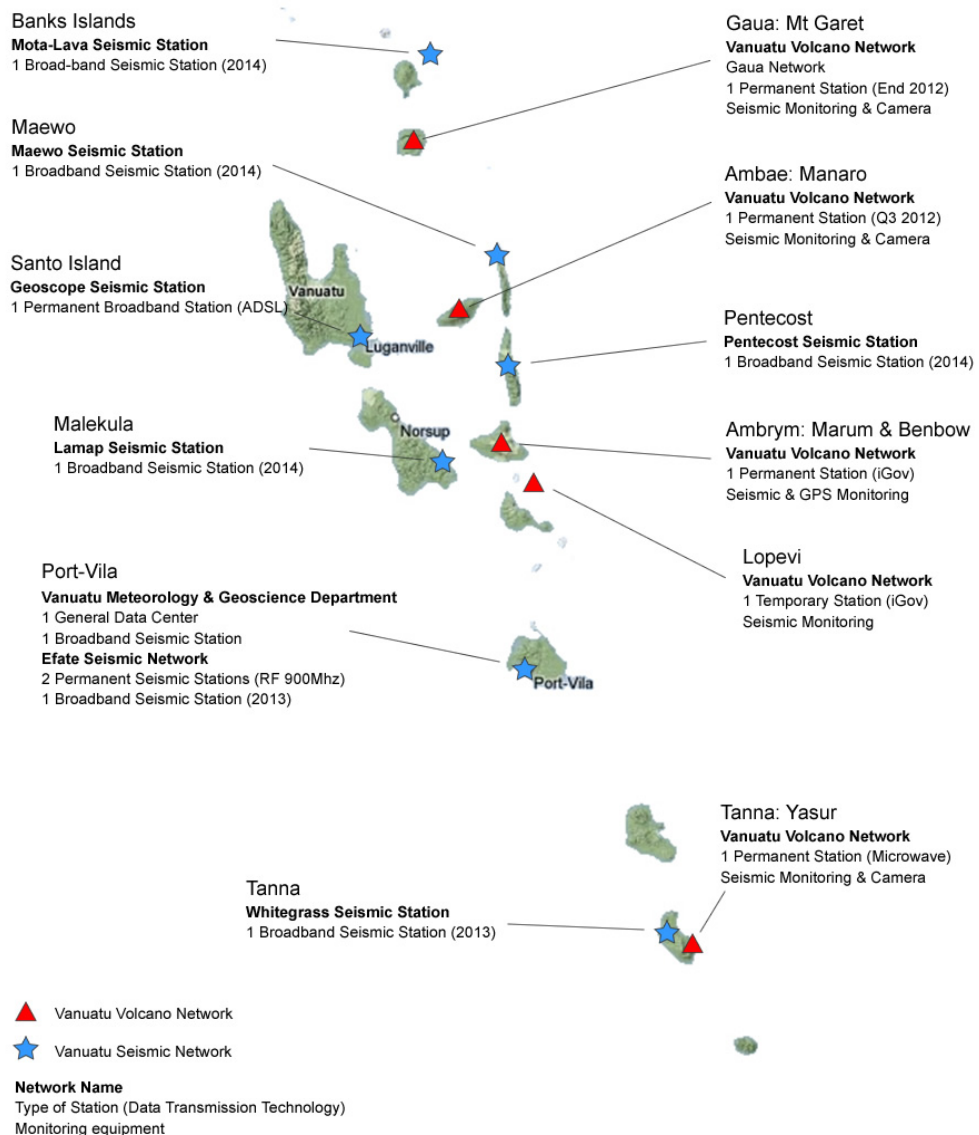 Banks Islands
Mota-Lava Seismic Station
1 Broad-band Seismic Station (2014)
Gaua: Mt Garet
Vanuatu Volcano Network
Gaua Network
1 Permanent Station (End 2012)
Seismic Monitoring & Camera
Maewo
Maewo Seismic Station
1 Broadband Seismic Station (2014)
Ambae: Manaro
Vanuatu Volcano Network
1 Permanent Station (Q3 2012)
Seismic Monitoring & Camera
Santo Island
Geoscope Seismic Station
1 Permanent Broadband Station (ADSL)
Vanuatu
Luganville
Pentecost
Pentecost Seismic Station
1 Broadband Seismic Station (2014)
Malekula
Lamap Seismic Station
1 Broadband Seismic Station (2014)
Norsup
Ambrym: Marum & Benbow
Vanuatu Volcano Network
1 Permanent Station (iGov)
Seismic & GPS Monitoring
Lopevi
Vanuatu Volcano Network
1 Temporary Station (iGov)
Seismic Monitoring
Port-Vila
Vanuatu Meteorology & Geoscience Department
1 General Data Center
1 Broadband Seismic Station
Efate Seismic Network
2 Permanent Seismic Stations (RF 900Mhz)
1 Broadband Seismic Station (2013)
Port-Vila
Tanna: Yasur
Vanuatu Volcano Network
1 Permanent Station (Microwave)
Seismic Monitoring & Camera
Tanna
Whitegrass Seismic Station
1 Broadband Seismic Station (2013)
Vanuatu Volcano Network
Vanuatu Seismic Network
Network Name
Type of Station (Data Transmission Technology)
Monitoring equipment